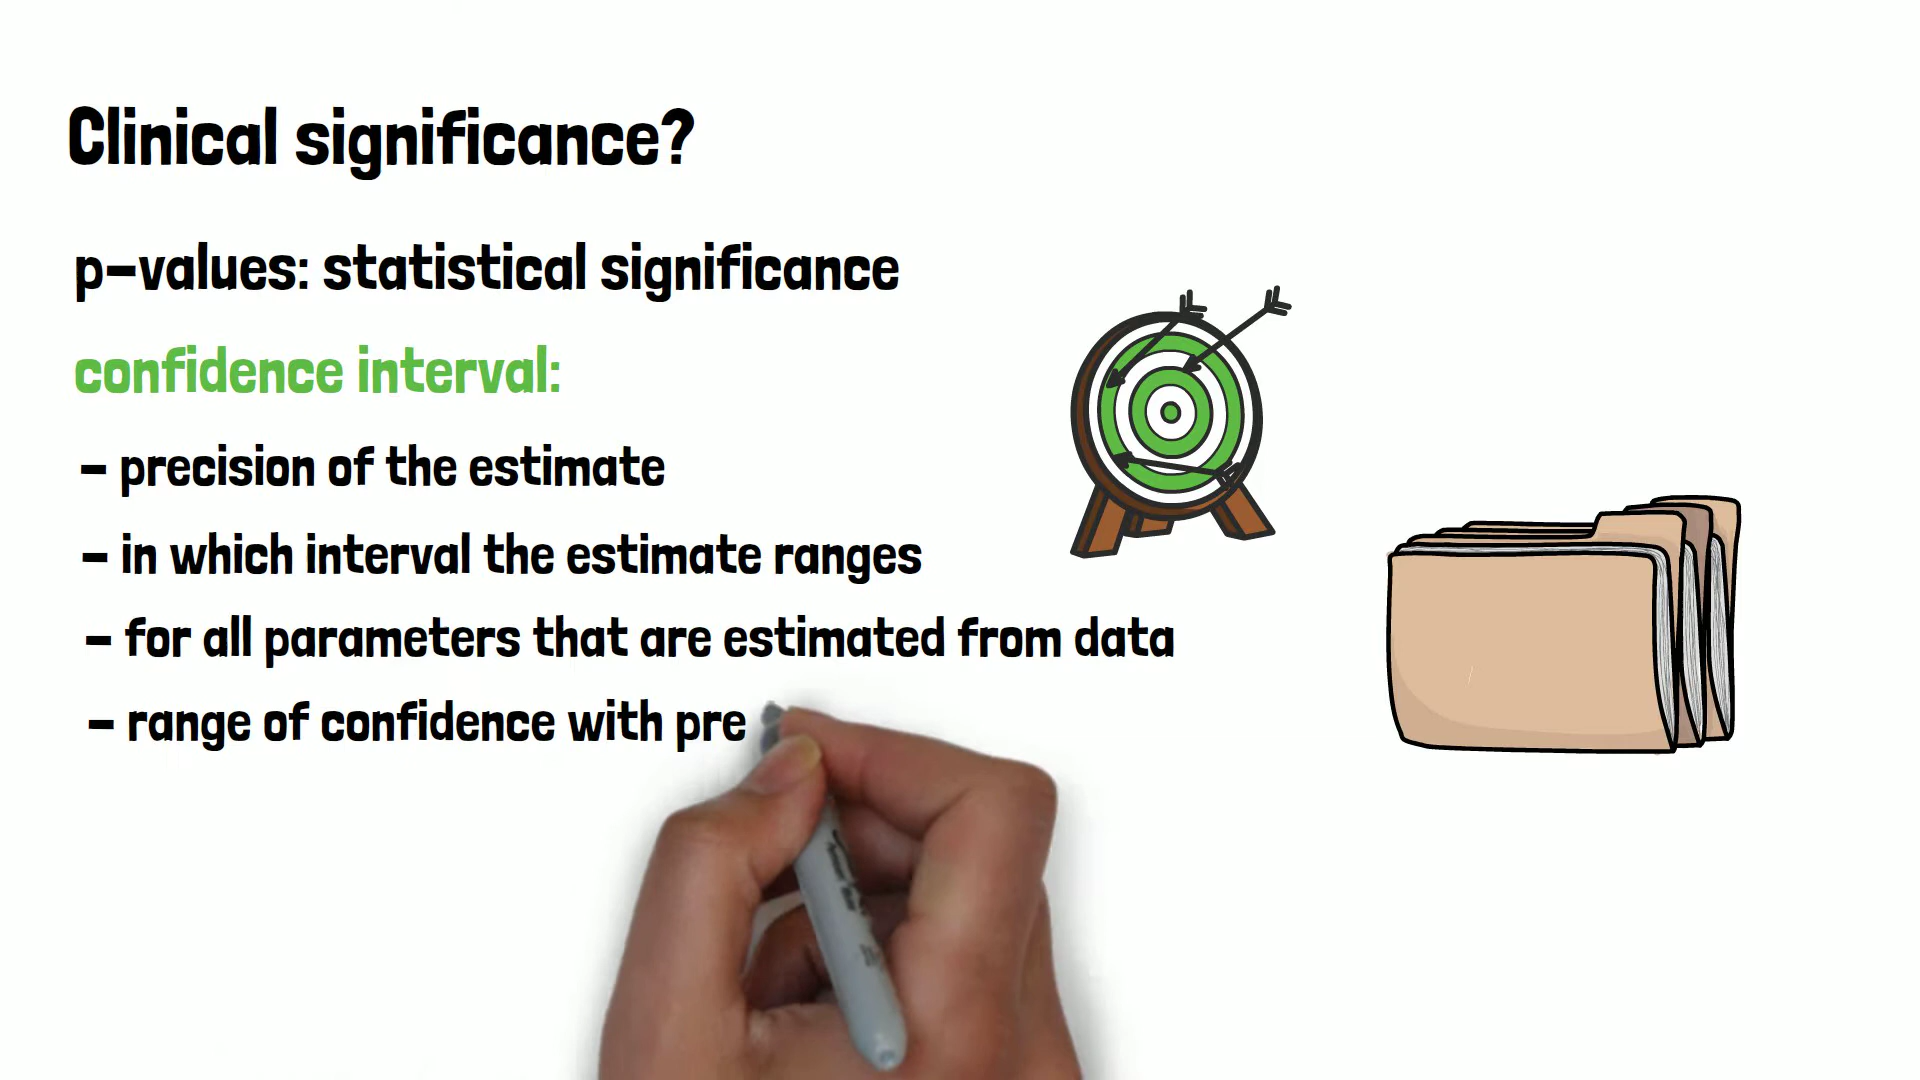 Clinical significance?
p-values: statistical significance
confidence interval:
- precision of the estimate
- in which interval the estimate ranges
- for all parameters that are estimated from data
- range of confidence with pre